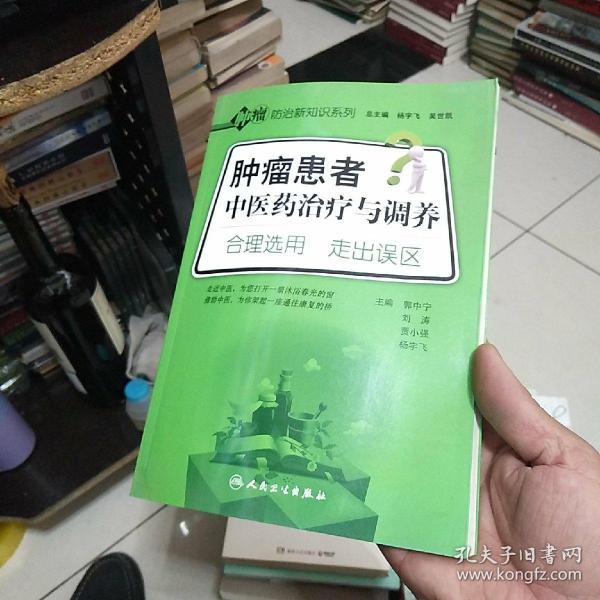 肿瘤 防治新知识系列 总主编 杨宇飞 吴世凯
肿瘤患者
中医药治疗与调养
合理选用 走出误区
走近中医，为您打开一扇沐浴春光的窗
借助中医，为你架起一座通往康复的桥
主编 郭中宁
刘涛
贾小强
杨宇飞
人民卫生出版社
孔夫子旧书网
www.kongfz.com